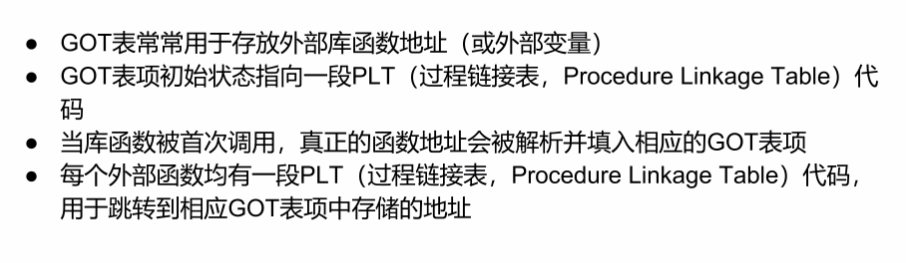 ● GOT表常常用于存放外部库函数地址（或外部变量）
● GOT表项初始状态指向一段PLT（过程链接表，Procedure Linkage Table）代
码
● 当库函数被首次调用，真正的函数地址会被解析并填入相应的GOT表项
● 每个外部函数均有一段PLT（过程链接表，Procedure Linkage Table）代码，
用于跳转到相应GOT表项中存储的地址